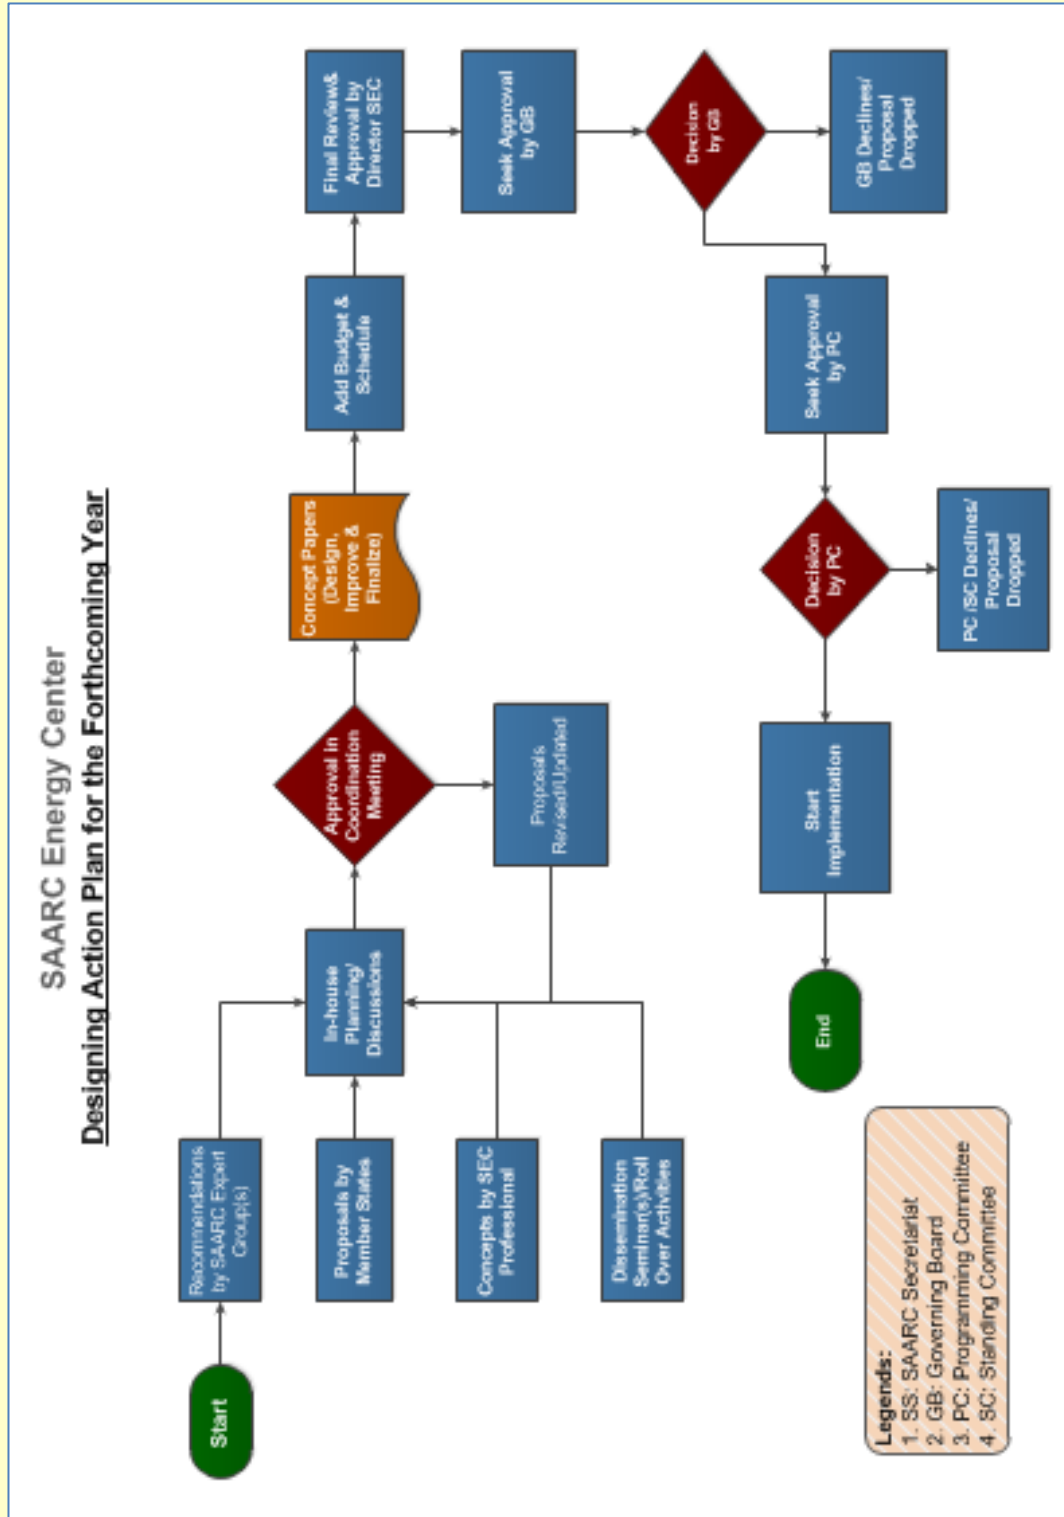 SAARC Energy Center
Designing Action Plan for the Forthcoming Year
Start
Recommendations
by SAARC Expert
Group(s)
Proposals by
Member States
Concepts by SEC
Professional
Dissemination
Seminar(s)/Roll
Over Activities
In-house
Planning/
Discussions
Approval in
Coordination
Meeting
Proposals
Revised/Updated
Concept Papers
(Design,
Improve &
Finalize)
Add Budget &
Schedule
Final Review&
Approval by
Director SEC
Seek Approval
by GB
Decision
by GB
GB Declines/
Proposal
Dropped
Seek Approval
by PC
Decision
by PC
PC /SC Declines/
Proposal
Dropped
Start
Implementation
End
Legends:
1. SS: SAARC Secretariat
2. GB: Governing Board
3. PC: Programming Committee
4. SC: Standing Committee